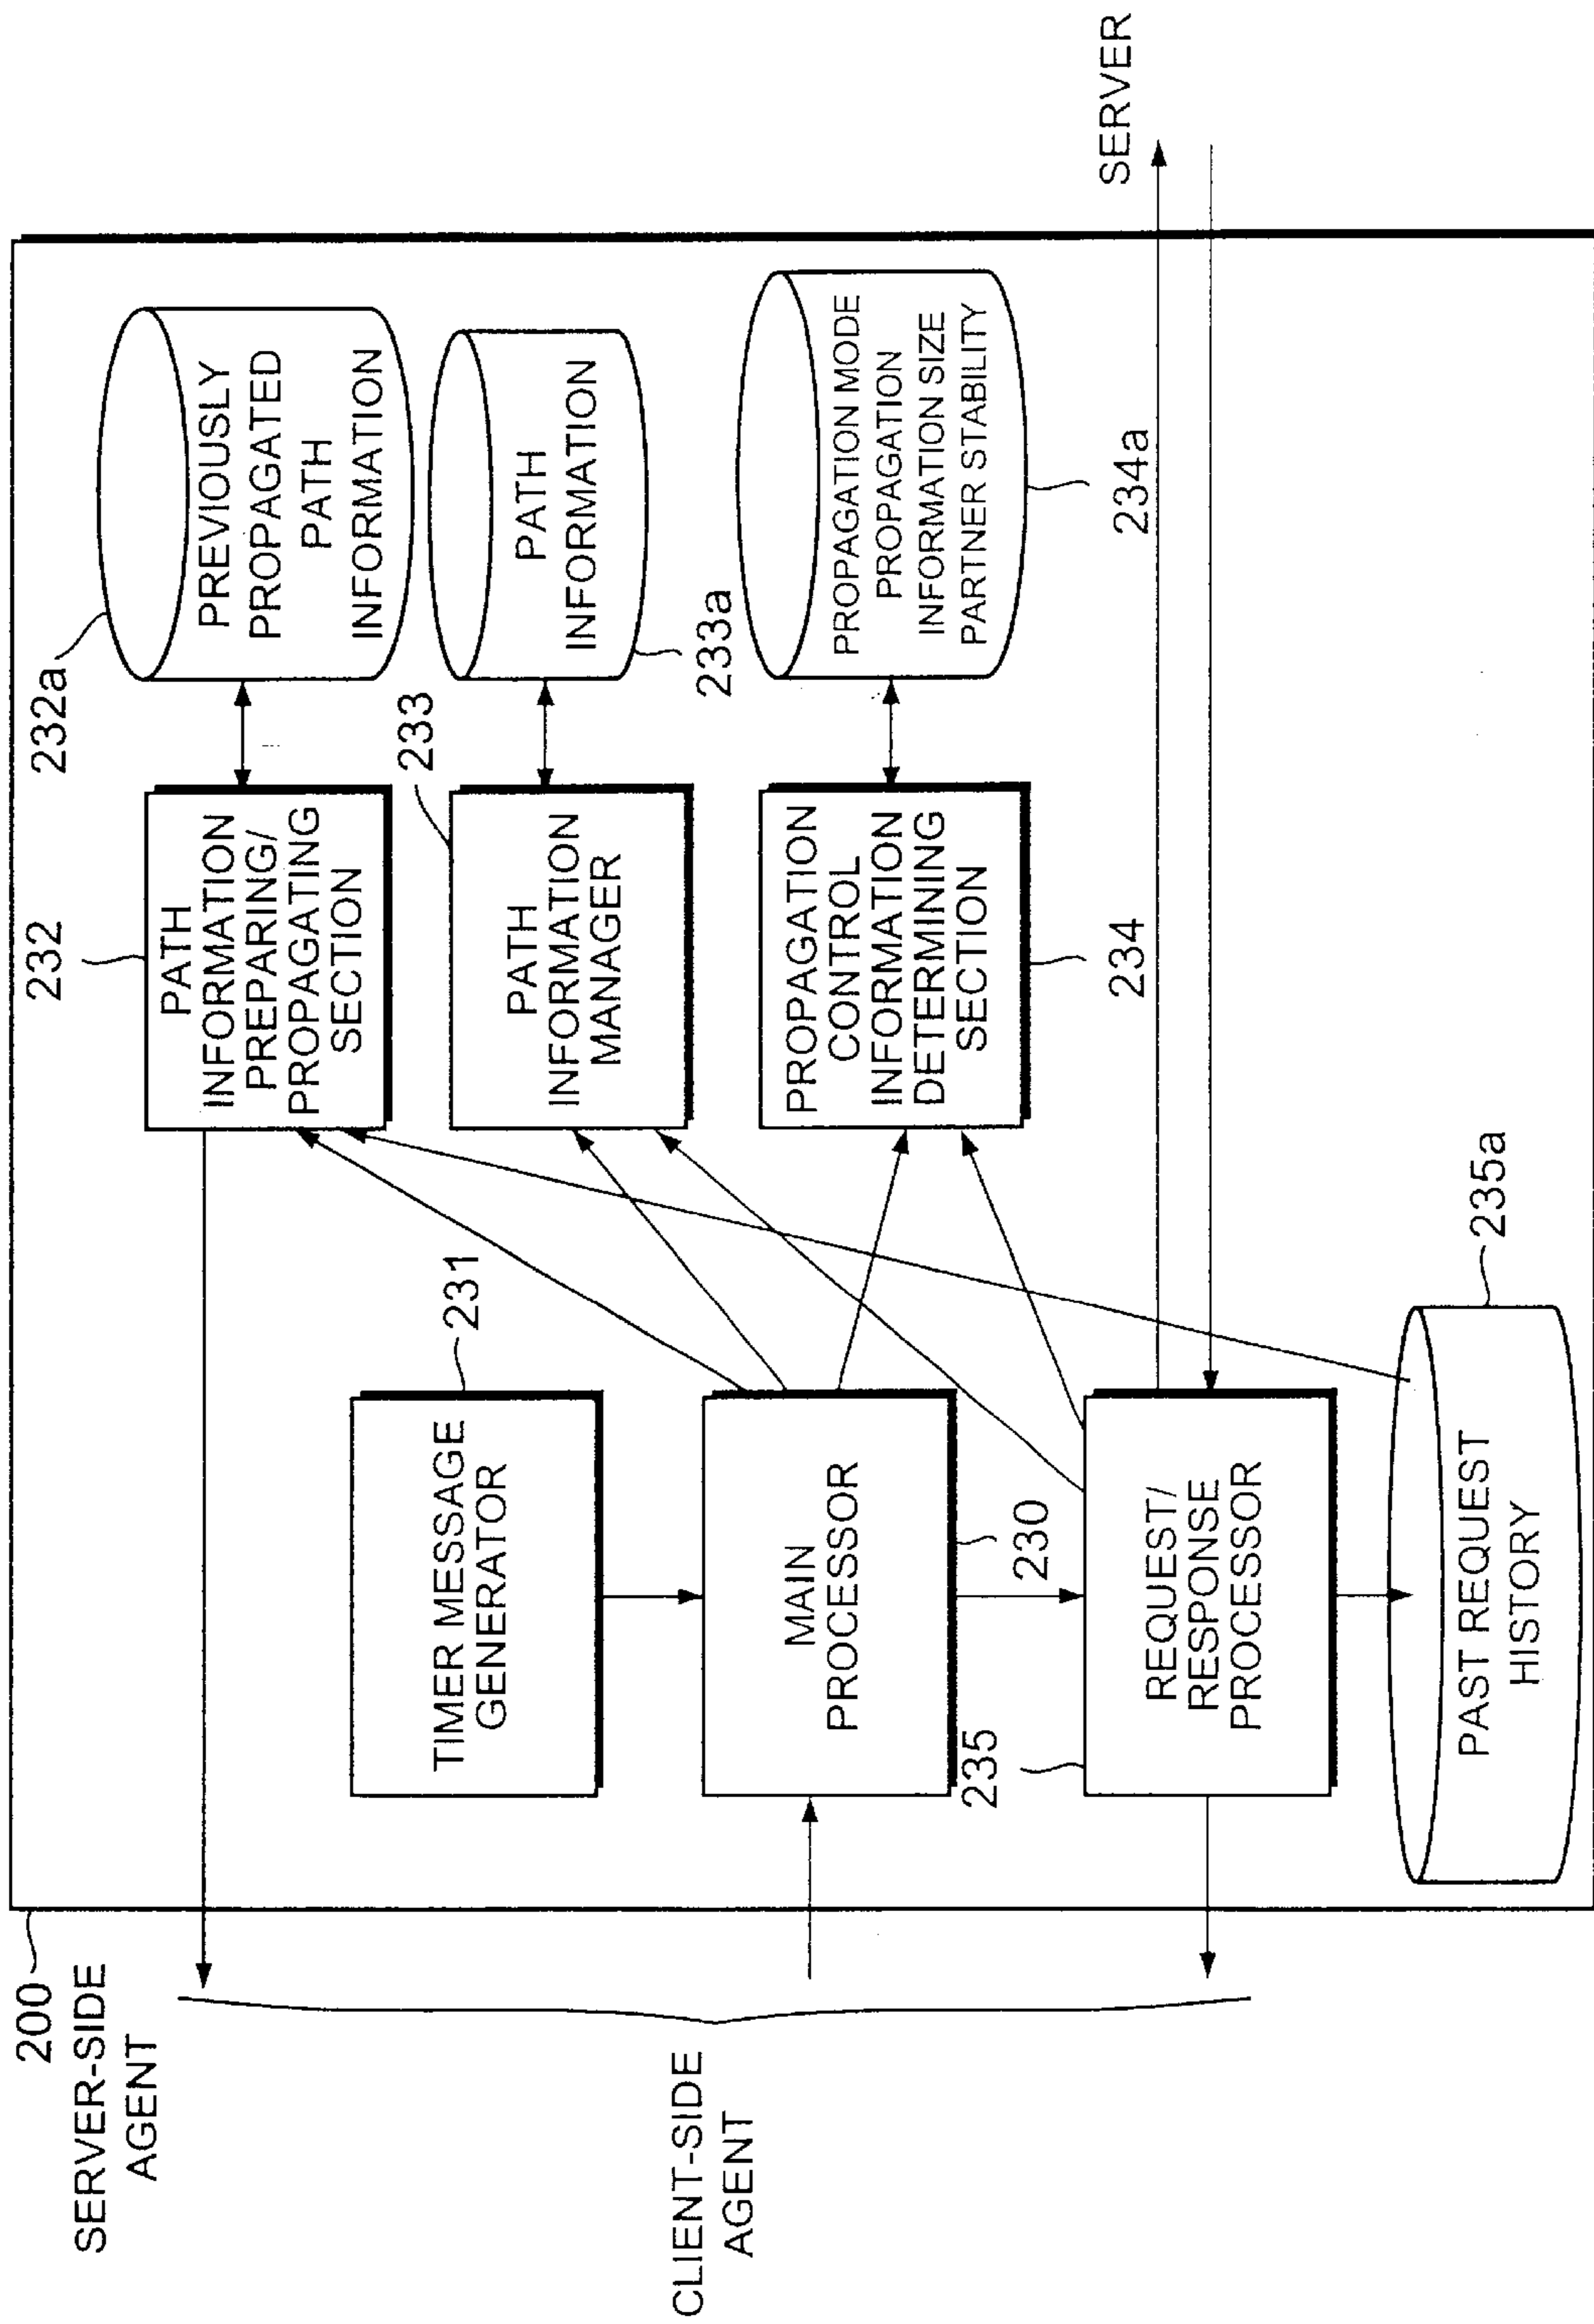 200
SERVER-SIDE
AGENT
232
232a
PATH
INFORMATION
PREPARING/
PROPAGATING
SECTION
PREVIOUSLY
PROPAGATED
PATH
INFORMATION
231
TIMER MESSAGE
GENERATOR
233
PATH
INFORMATION
MANAGER
PATH
INFORMATION
233a
CLIENT-SIDE
AGENT
MAIN
PROCESSOR
230
PROPAGATION
CONTROL
INFORMATION
DETERMINING
SECTION
234
PROPAGATION MODE
PROPAGATION
INFORMATION SIZE
PARTNER STABILITY
234a
SERVER
235
REQUEST/
RESPONSE
PROCESSOR
PAST REQUEST
HISTORY
235a